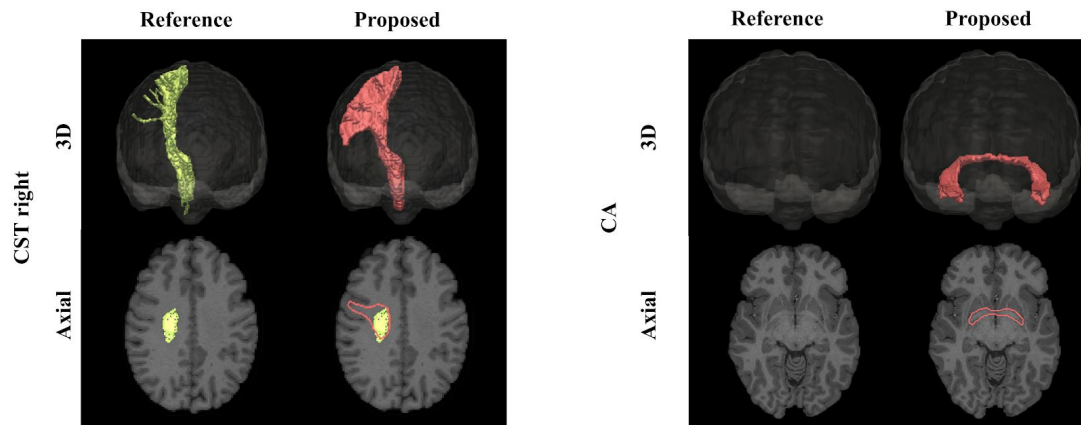 Reference Proposed
3D
CST right
Axial
Reference Proposed
3D
CA
Axial